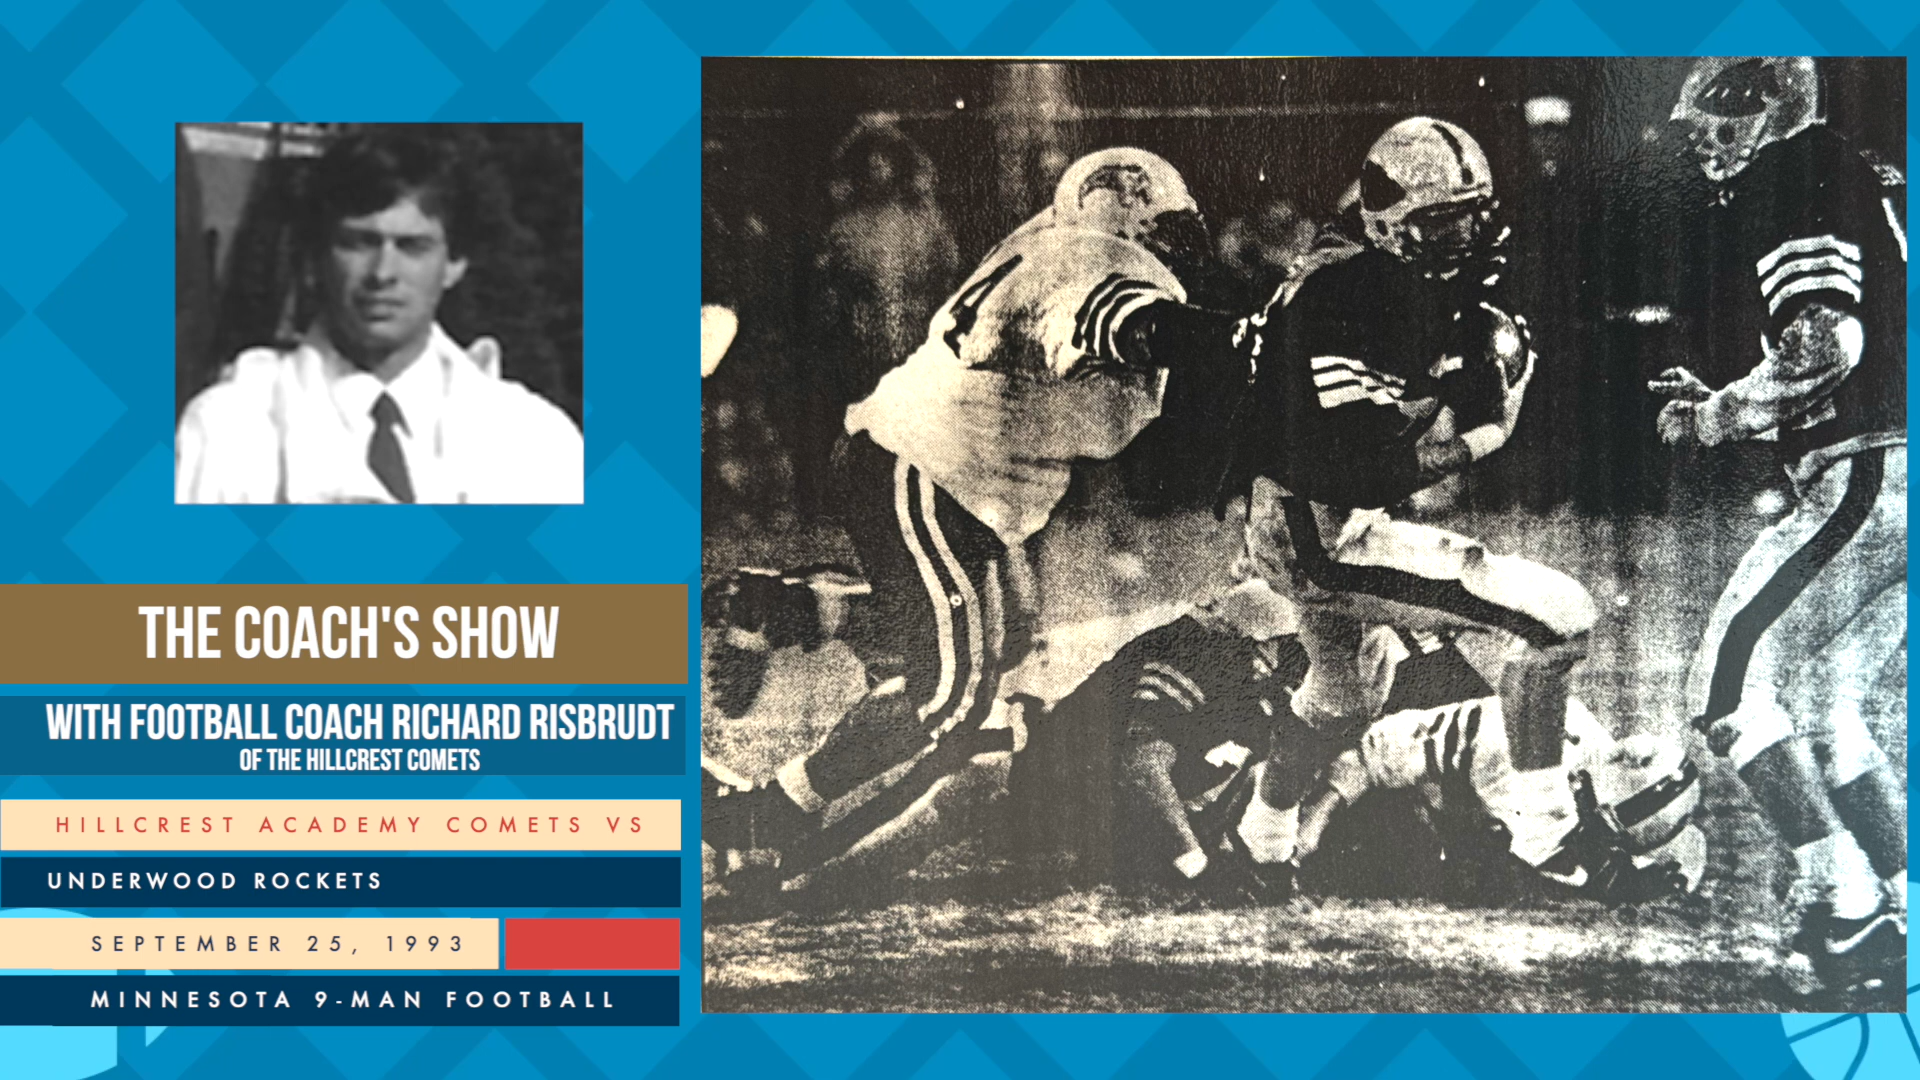 THE COACH'S SHOW
WITH FOOTBALL COACH RICHARD RISBRUDT
OF THE HILLCREST COMETS
HILLCREST ACADEMY COMETS VS
UNDERWOOD ROCKETS
SEPTEMBER 25, 1993
MINNESOTA 9-MAN FOOTBALL